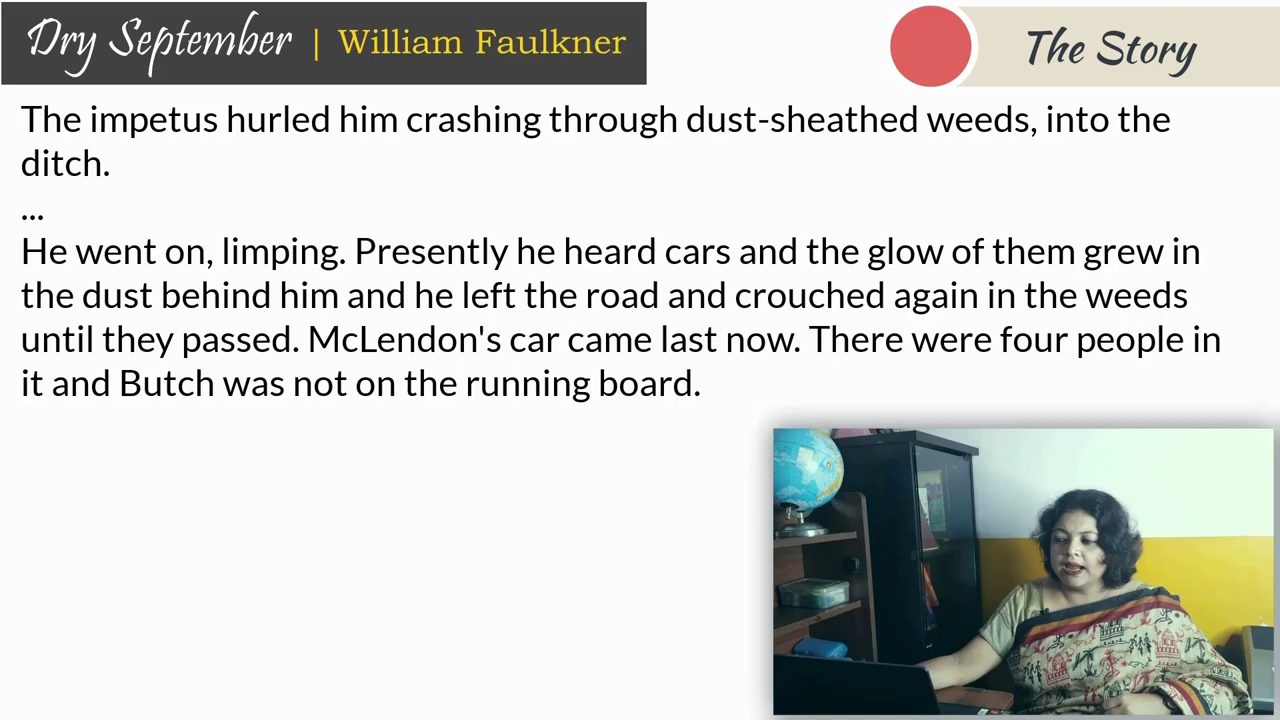 Dry September | William Faulkner
The Story
The impetus hurled him crashing through dust-sheathed weeds, into the
ditch.
...
He went on, limping. Presently he heard cars and the glow of them grew in
the dust behind him and he left the road and crouched again in the weeds
until they passed. McLendon's car came last now. There were four people in
it and Butch was not on the running board.